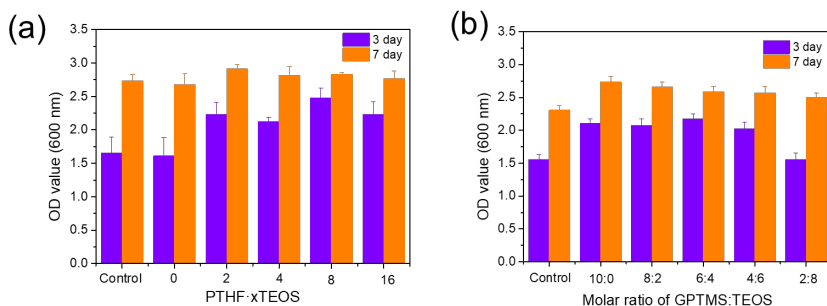 (a)
3 day
7 day
OD value (600 nm)
3.5
3.0
2.5
2.0
1.5
1.0
0.5
0.0
Control 0 2 4 8 16
PTHF·xTEOS
(b)
3 day
7 day
OD value (600 nm)
3.5
3.0
2.5
2.0
1.5
1.0
0.5
0.0
Control 10:0 8:2 6:4 4:6 2:8
Molar ratio of GPTMS:TEOS